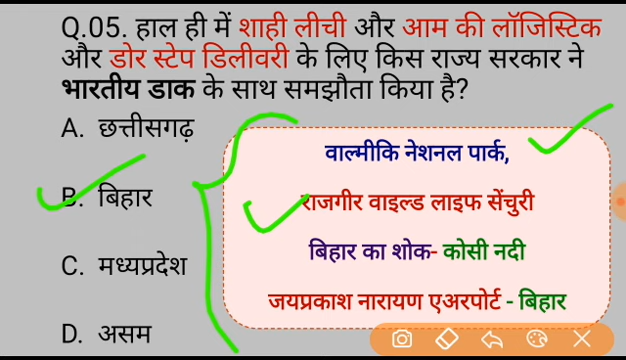 Q.05. हाल ही में शाही लीची और आम की लॉजिस्टिक
और डोर स्टेप डिलीवरी के लिए किस राज्य सरकार ने
भारतीय डाक के साथ समझौता किया है?
A. छत्तीसगढ़
B. बिहार
C. मध्यप्रदेश
D. असम
वाल्मीकि नेशनल पार्क,
राजगीर वाइल्ड लाइफ सेंचुरी
बिहार का शोक- कोसी नदी
जयप्रकाश नारायण एअरपोर्ट - बिहार